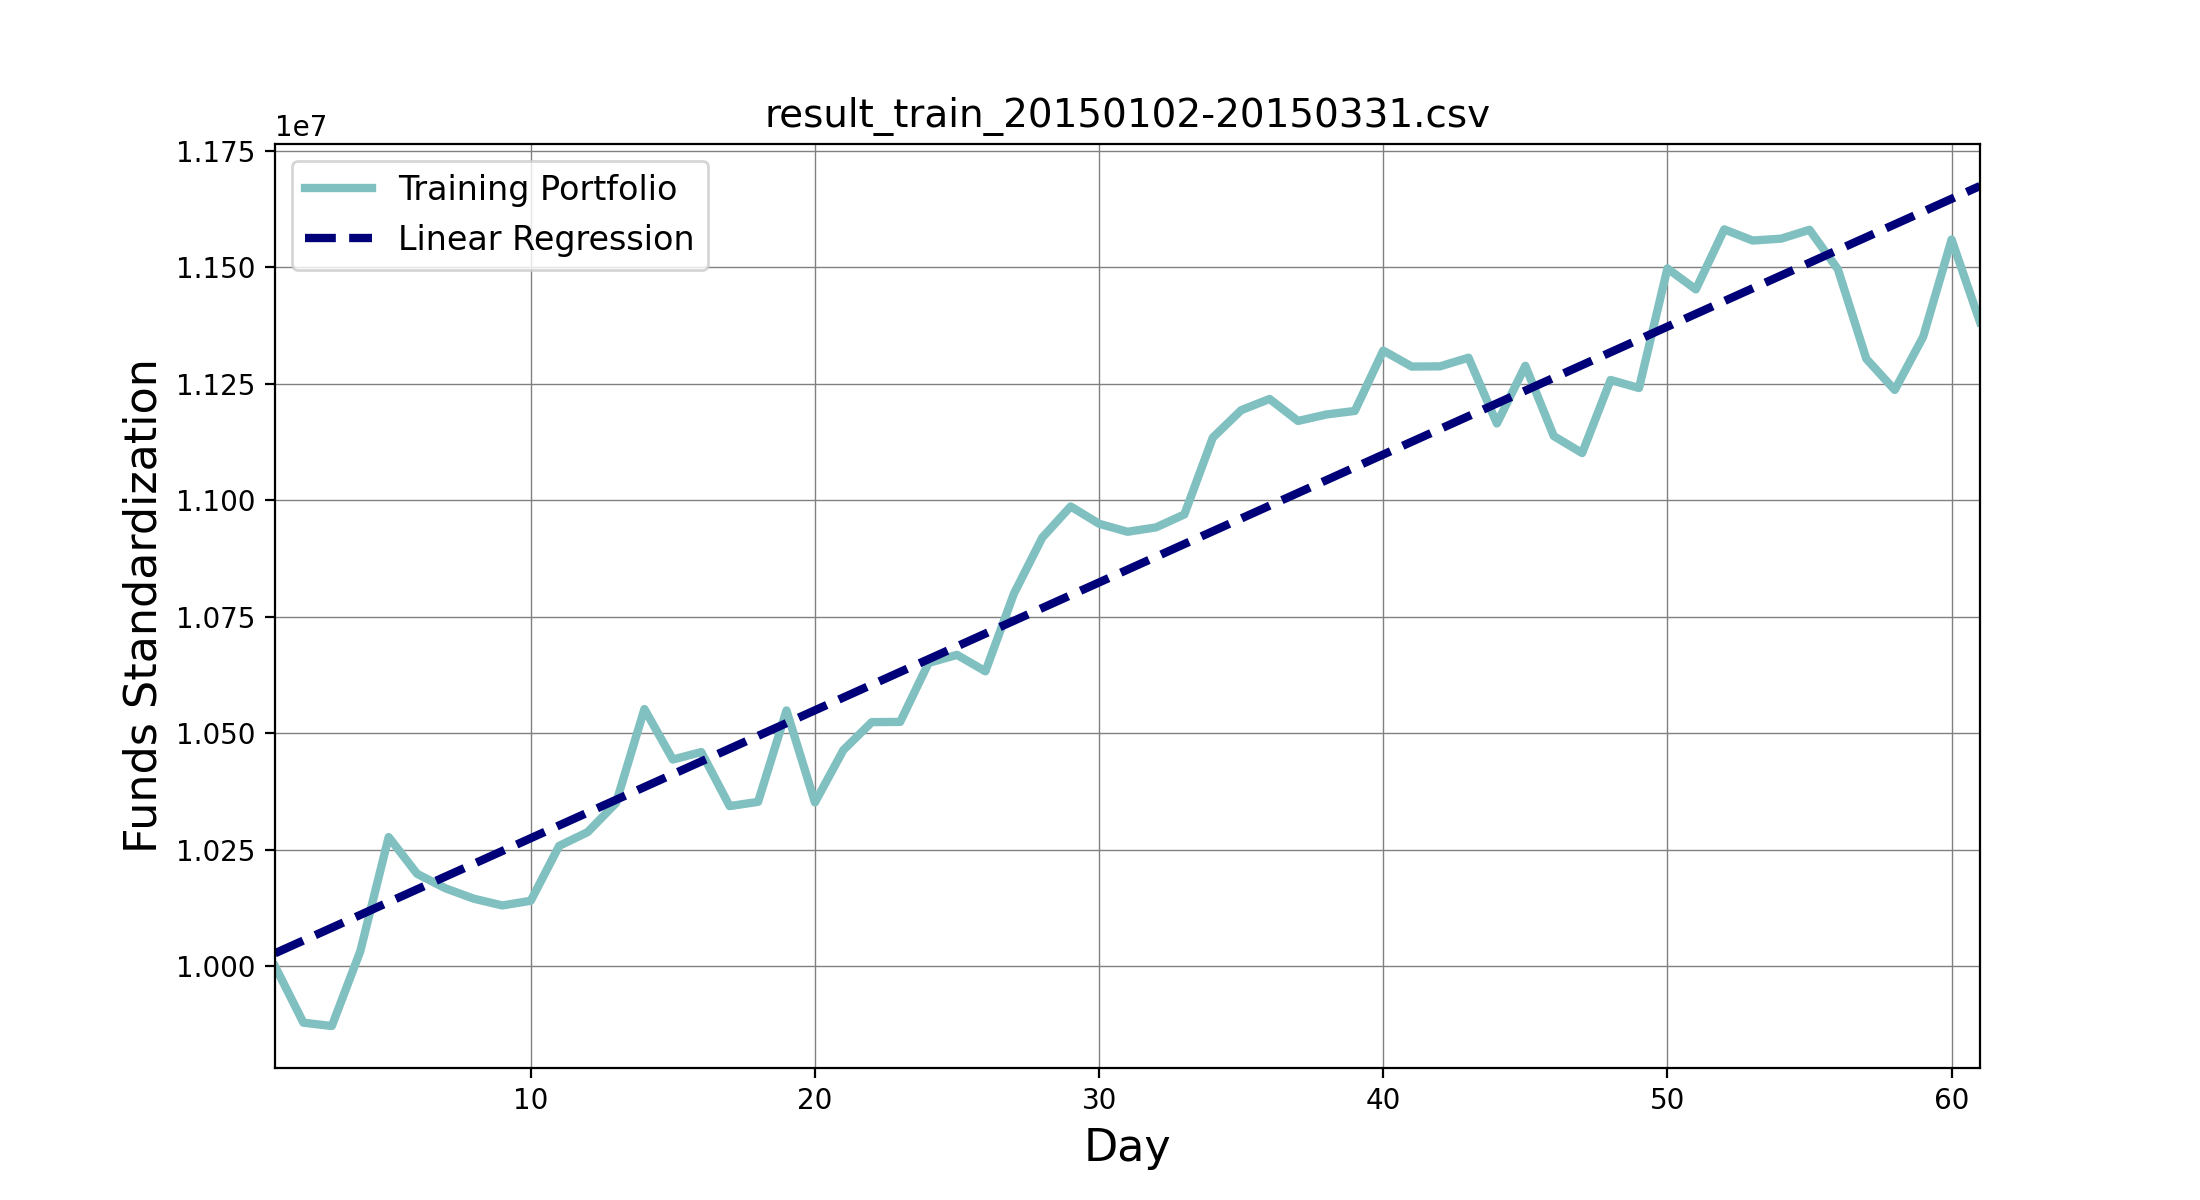 result_train_20150102-20150331.csv
1e7
Training Portfolio
Linear Regression
Funds Standardization
1.175
1.150
1.125
1.100
1.075
1.050
1.025
1.000
10 20 30 40 50 60
Day